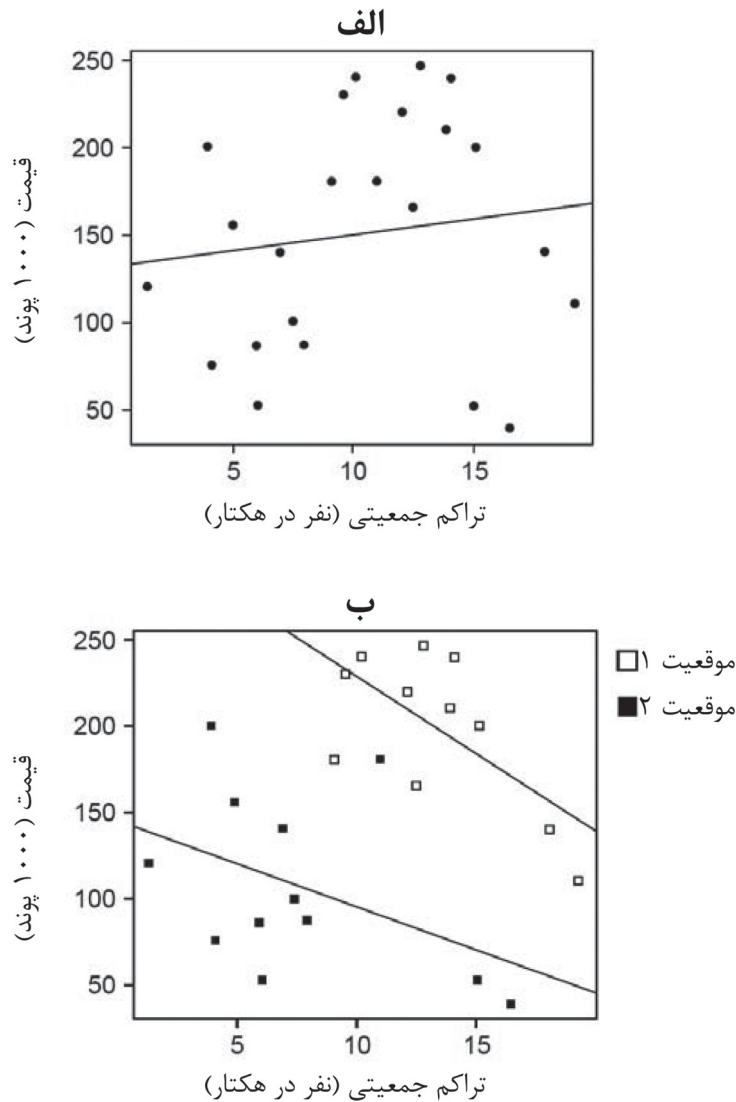 الف
250
200
150
100
50
قیمت (۱۰۰۰ پوند)
5 10 15
تراکم جمعیتی (نفر در هکتار)
ب
250
200
150
100
50
قیمت (۱۰۰۰ پوند)
5 10 15
تراکم جمعیتی (نفر در هکتار)
موقعیت ۱
موقعیت ۲